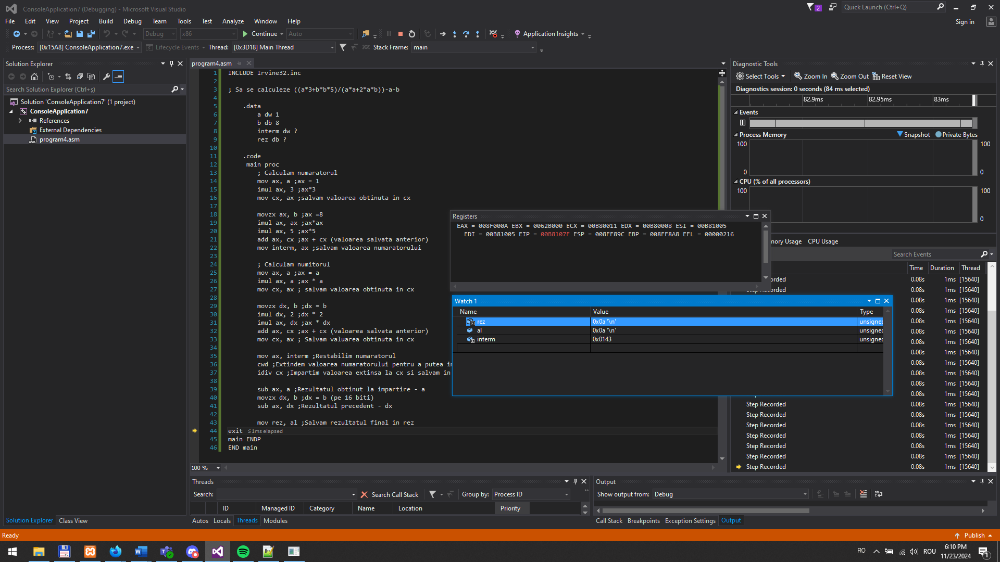 ConsoleApplication7 (Debugging) - Microsoft Visual Studio
2
Quick Launch (Ctrl+Q)
File Edit View Project Build Debug Team Tools Test Analyze Window Help
Sign in
Debug x86 Continue Auto Application Insights
Process: [0x15A8] ConsoleApplication7.exe Lifecycle Events Thread: [0x3D18] Main Thread Stack Frame: main
Solution Explorer
Search Solution Explorer (Ctrl+ş)
Solution 'ConsoleApplication7' (1 project)
ConsoleApplication7
References
External Dependencies
program4.asm
program4.asm
1 INCLUDE Irvine32.inc
2
3 ; Sa se calculeze ((a*3+b*b*5)/(a*a+2*a*b))-a-b
4
5 .data
6 a dw 1
7 b db 8
8 interm dw ?
9 rez db ?
10
11 .code
12 main proc
13 ; Calculam numaratorul
14 mov ax, a ;ax = 1
15 imul ax, 3 ;ax*3
16 mov cx, ax ;salvam valoarea obtinuta in cx
17
18 movzx ax, b ;ax =8
19 imul ax, ax ;ax*ax
20 imul ax, 5 ;ax*5
21 add ax, cx ;ax + cx (valoarea salvata anterior)
22 mov interm, ax ;salvam valoarea numaratorului
23
24 ; Calculam numitorul
25 mov ax, a ;ax = a
26 imul ax, a ;ax * a
27 mov cx, ax ; salvam valoarea obtinuta in cx
28
29 movzx dx, b ;dx = b
30 imul dx, 2 ;dx * 2
31 imul ax, dx ;ax * dx
32 add ax, cx ;ax + cx (valoarea salvata anterior)
33 mov cx, ax ; Salvam valuarea obtinuta in cx
34
35 mov ax, interm ;Restabilim numaratorul
36 cwd ;Extindem valoarea numaratorului pentru a putea
37 idiv cx ;Impartim valoarea extinsa la cx si salvam in
38
39 sub ax, a ;Rezultatul obtinut la impartire - a
40 movzx dx, b ;dx = b (pe 16 biti)
41 sub ax, dx ;Rezultatul precedent - dx
42
43 mov rez, al ;Salvam rezultatul final in rez
44 exit ≤1ms elapsed
45 main ENDP
46 END main
100 %
Registers
EAX = 008F000A EBX = 0062B000 ECX = 00B80011 EDX = 00B80008 ESI = 00B81005
EDI = 00B81005 EIP = 00B8107F ESP = 008FF89C EBP = 008FF8A8 EFL = 00000216
Watch 1
Name Value Type
rez 0x0a '\n' unsigned
al 0x0a '\n' unsigned
interm 0x0143 unsigned
Diagnostic Tools
Select Tools Zoom In Zoom Out Reset View
Diagnostics session: 0 seconds (84 ms selected)
82.9ms 82.95ms 83ms
Events
Process Memory Snapshot Private Bytes
100 100
0 0
CPU (% of all processors)
100 100
0
mory Usage CPU Usage
Search Events
Time Duration Thread
orded 0.08s 1ms [15640]
orded 0.08s 1ms [15640]
0.08s 1ms [15640]
0.08s 1ms [15640]
0.08s 1ms [15640]
0.08s 1ms [15640]
0.08s 1ms [15640]
0.08s 1ms [15640]
0.08s 1ms [15640]
0.08s 1ms [15640]
0.08s 1ms [15640]
0.08s 1ms [15640]
Step Recorded 0.08s 1ms [15640]
Step Recorded 0.08s 1ms [15640]
Step Recorded 0.08s 1ms [15640]
Step Recorded 0.08s 1ms [15640]
Step Recorded 0.08s 1ms [15640]
Step Recorded 0.08s 1ms [15640]
Step Recorded 0.08s 1ms [15640]
Threads
Search: Search Call Stack Group by: Process ID
ID Managed ID Category Name Location Priority
Autos Locals Threads Modules
Output
Show output from: Debug
Call Stack Breakpoints Exception Settings Output
Solution Explorer Class View
Ready
Publish
RO ROU
6:10 PM
11/23/2024
1